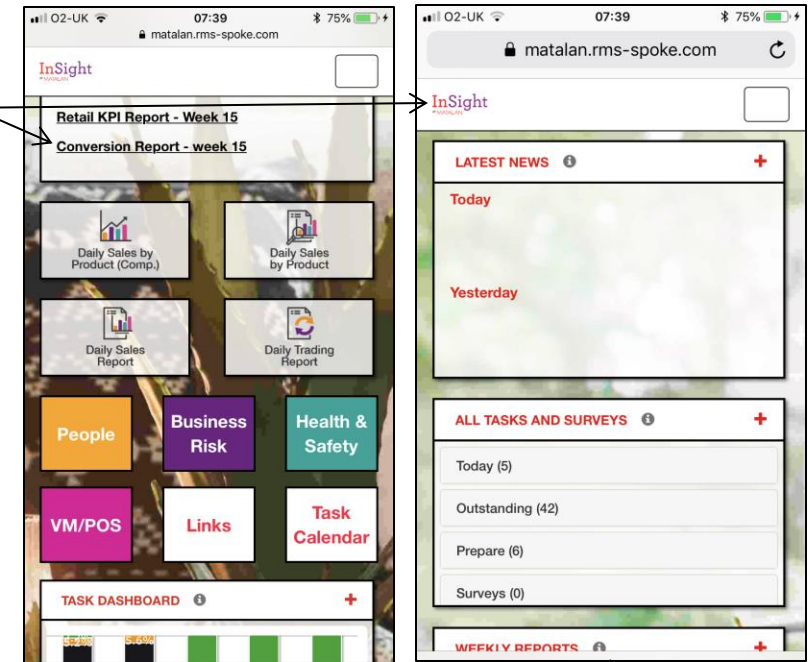 O2-UK 07:39 75%
matalan.rms-spoke.com
InSight
MATALAN
Retail KPI Report - Week 15
Conversion Report - week 15
Daily Sales by
Product (Comp.)
Daily Sales
by Product
Daily Sales
Report
Daily Trading
Report
People
Business
Risk
Health &
Safety
VM/POS
Links
Task
Calendar
TASK DASHBOARD
O2-UK 07:39 75%
matalan.rms-spoke.com
InSight
MATALAN
LATEST NEWS
Today
Yesterday
ALL TASKS AND SURVEYS
Today (5)
Outstanding (42)
Prepare (6)
Surveys (0)
WEEKLY REPORTS